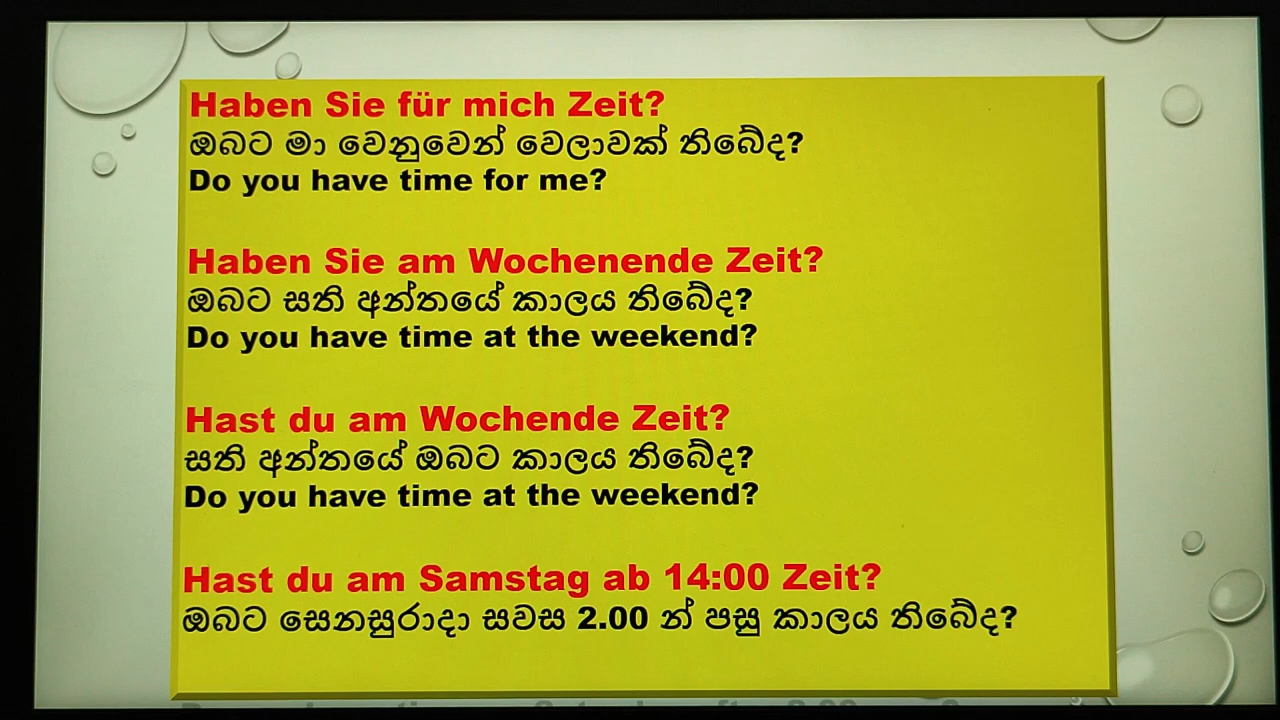 Haben Sie für mich Zeit?
ඔබට මා වෙනුවෙන් වෙලාවක් තිබේද?
Do you have time for me?
Haben Sie am Wochenende Zeit?
ඔබට සති අන්තයේ කාලය තිබේද?
Do you have time at the weekend?
Hast du am Wochende Zeit?
සති අන්තයේ ඔබට කාලය තිබේද?
Do you have time at the weekend?
Hast du am Samstag ab 14:00 Zeit?
ඔබට සෙනසුරාදා සවස 2.00 න් පසු කාලය තිබේද?